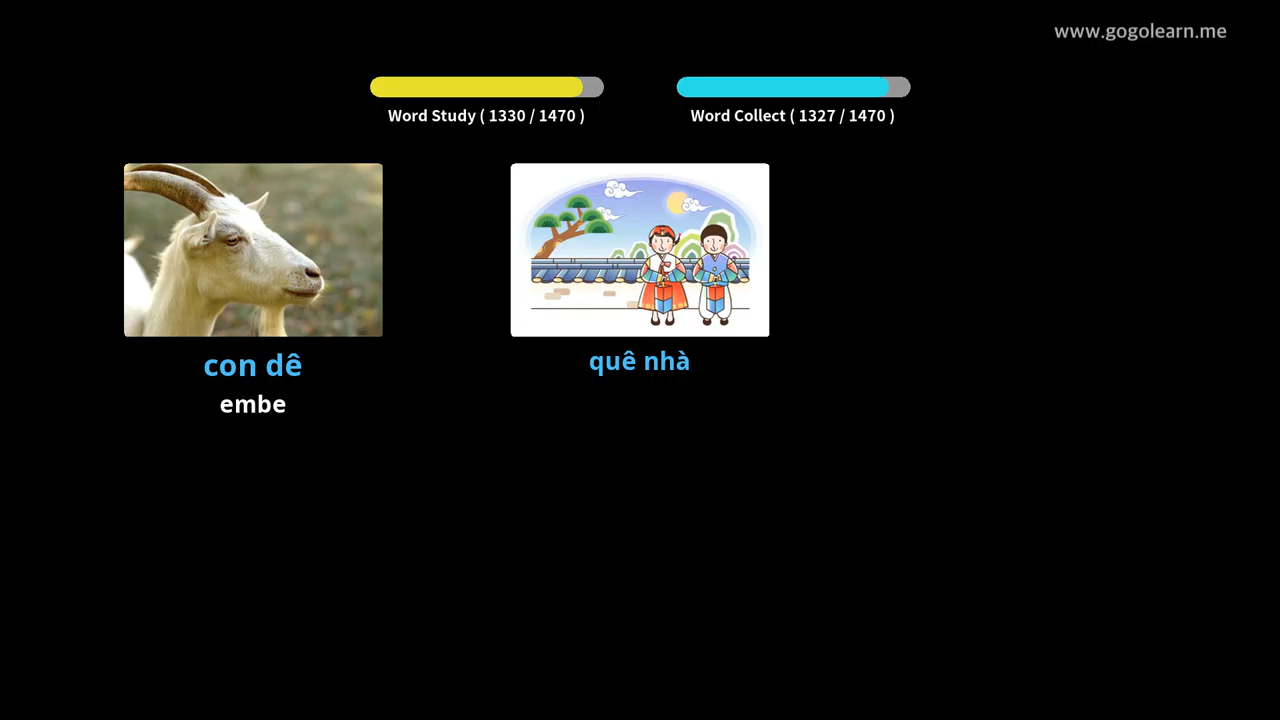 www.gogolearn.me
Word Study ( 1330 / 1470 )
Word Collect ( 1327 / 1470 )
con dê
embe
quê nhà